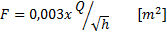 F = 0,003x Q/√h [m²]